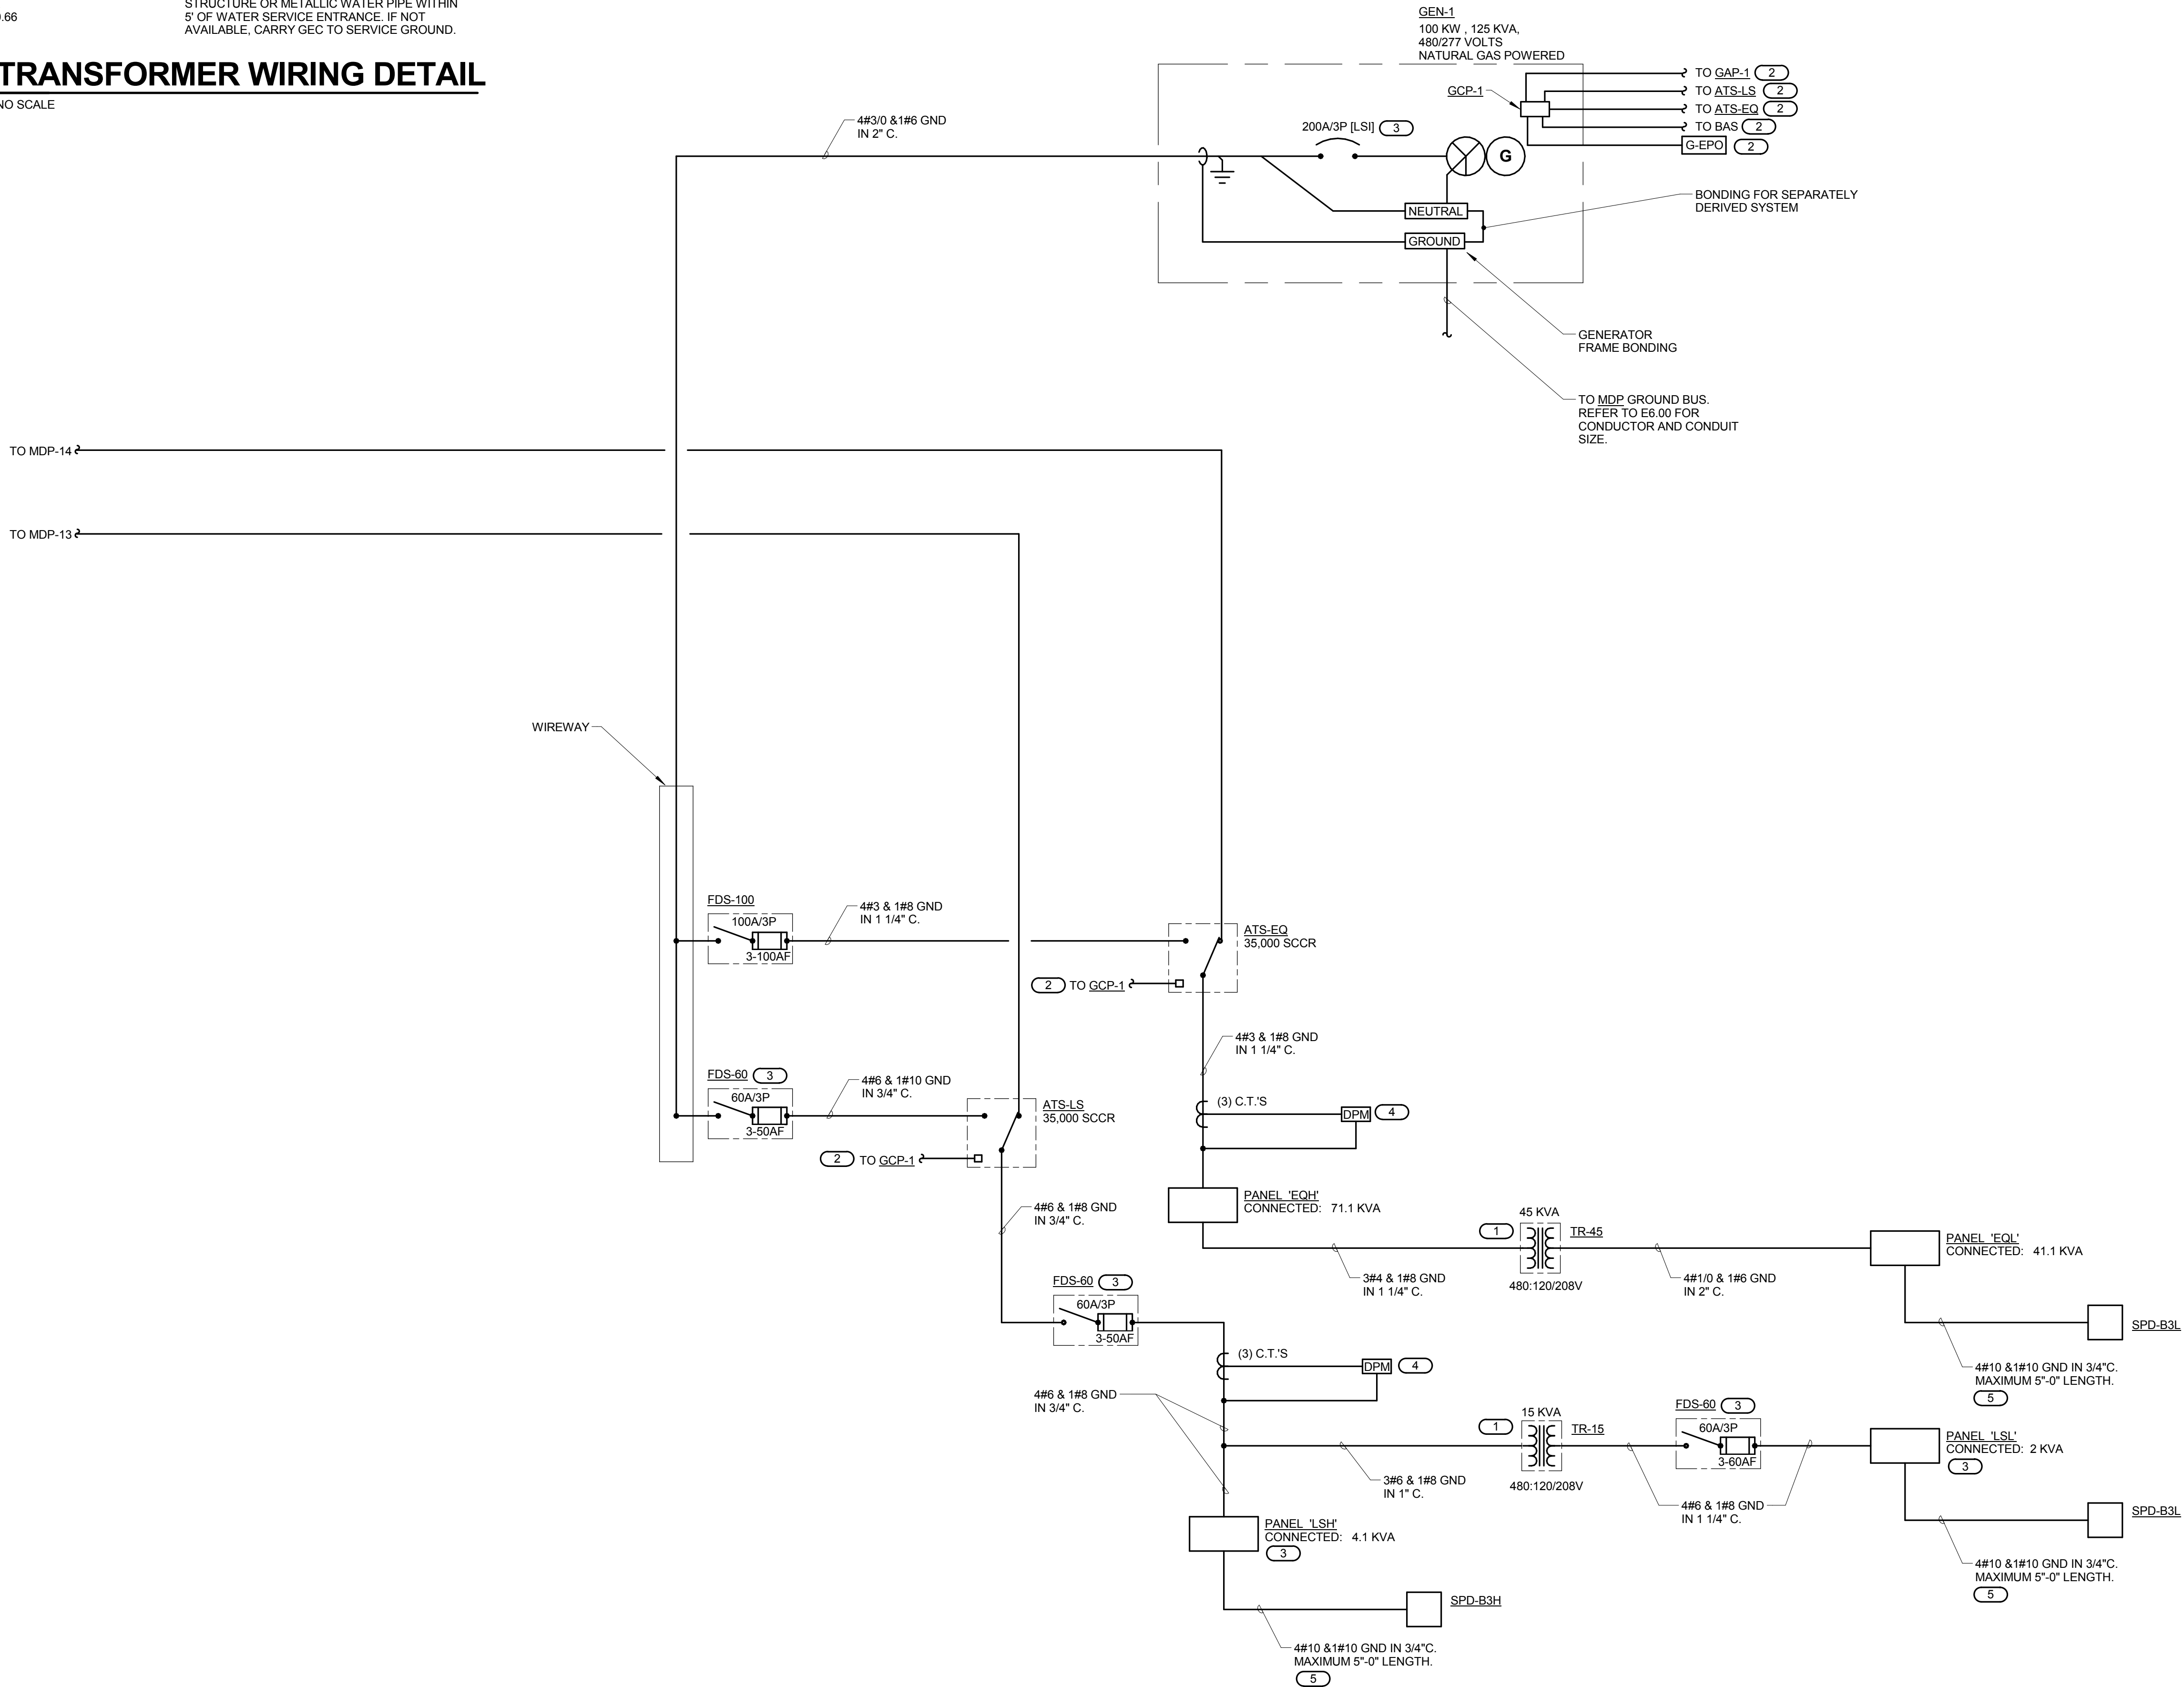 0.66
STRUCTURE OR METALLIC WATER PIPE WITHIN
5' OF WATER SERVICE ENTRANCE. IF NOT
AVAILABLE, CARRY GEC TO SERVICE GROUND.
TRANSFORMER WIRING DETAIL
NO SCALE
GEN-1
100 KW , 125 KVA,
480/277 VOLTS
NATURAL GAS POWERED
GCP-1
TO GAP-1 2
TO ATS-LS 2
TO ATS-EQ 2
TO BAS 2
G-EPO 2
4#3/0 &1#6 GND
IN 2" C.
200A/3P [LSI] 3
G
NEUTRAL
GROUND
BONDING FOR SEPARATELY
DERIVED SYSTEM
GENERATOR
FRAME BONDING
TO MDP GROUND BUS.
REFER TO E6.00 FOR
CONDUCTOR AND CONDUIT
SIZE.
TO MDP-14
TO MDP-13
WIREWAY
FDS-100
100A/3P
3-100AF
4#3 & 1#8 GND
IN 1 1/4" C.
ATS-EQ
35,000 SCCR
2 TO GCP-1
4#3 & 1#8 GND
IN 1 1/4" C.
FDS-60 3
60A/3P
3-50AF
4#6 & 1#10 GND
IN 3/4" C.
ATS-LS
35,000 SCCR
2 TO GCP-1
(3) C.T.'S
DPM 4
4#6 & 1#8 GND
IN 3/4" C.
PANEL 'EQH'
CONNECTED: 71.1 KVA
1
45 KVA
TR-45
480:120/208V
3#4 & 1#8 GND
IN 1 1/4" C.
4#1/0 & 1#6 GND
IN 2" C.
PANEL 'EQL'
CONNECTED: 41.1 KVA
SPD-B3L
4#10 &1#10 GND IN 3/4"C.
MAXIMUM 5"-0" LENGTH.
5
FDS-60 3
60A/3P
3-50AF
(3) C.T.'S
DPM 4
4#6 & 1#8 GND
IN 3/4" C.
1
15 KVA
TR-15
480:120/208V
3#6 & 1#8 GND
IN 1" C.
FDS-60 3
60A/3P
3-60AF
4#6 & 1#8 GND
IN 1 1/4" C.
PANEL 'LSL'
CONNECTED: 2 KVA
3
SPD-B3L
4#10 &1#10 GND IN 3/4"C.
MAXIMUM 5"-0" LENGTH.
5
PANEL 'LSH'
CONNECTED: 4.1 KVA
3
SPD-B3H
4#10 &1#10 GND IN 3/4"C.
MAXIMUM 5"-0" LENGTH.
5